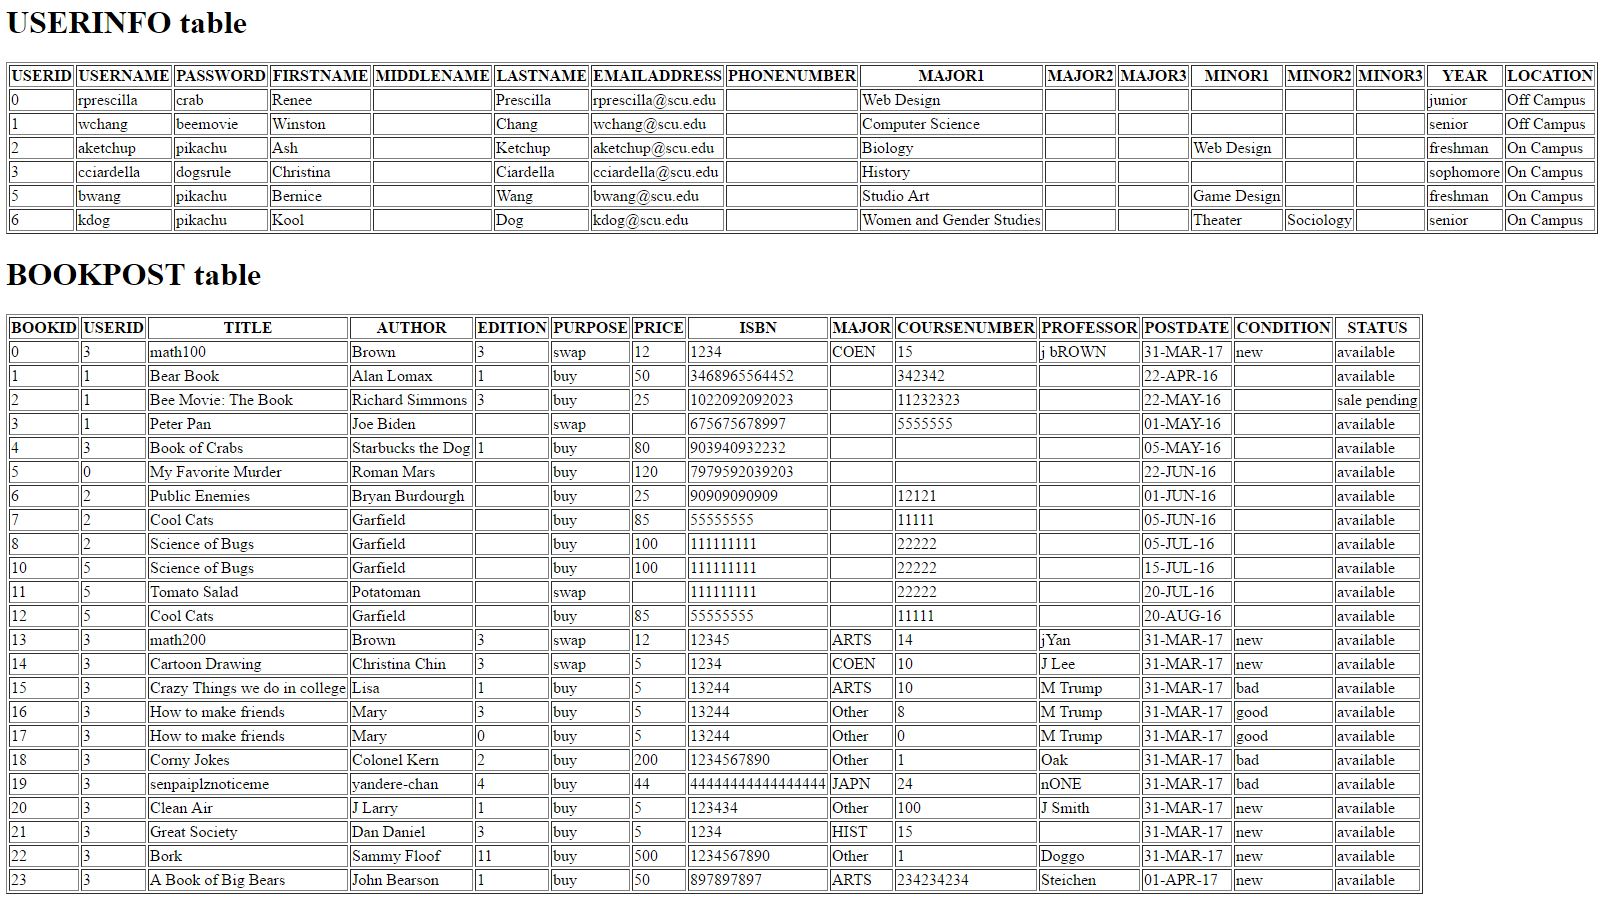 USERINFO table
USERID USERNAME PASSWORD FIRSTNAME MIDDLENAME LASTNAME EMAILADDRESS PHONENUMBER MAJOR1 MAJOR2 MAJOR3 MINOR1 MINOR2 MINOR3 YEAR LOCATION
0 rprescilla crab Renee Prescilla rprescilla@scu.edu Web Design junior Off Campus
1 wchang beemovie Winston Chang wchang@scu.edu Computer Science senior Off Campus
2 aketchup pikachu Ash Ketchup aketchup@scu.edu Biology Web Design freshman On Campus
3 cciardella dogsrule Christina Ciardella cciardella@scu.edu History sophomore On Campus
5 bwang pikachu Bernice Wang bwang@scu.edu Studio Art Game Design freshman On Campus
6 kdog pikachu Kool Dog kdog@scu.edu Women and Gender Studies Theater Sociology senior On Campus
BOOKPOST table
BOOKID USERID TITLE AUTHOR EDITION PURPOSE PRICE ISBN MAJOR COURSENUMBER PROFESSOR POSTDATE CONDITION STATUS
0 3 math100 Brown 3 swap 12 1234 COEN 15 j bROWN 31-MAR-17 new available
1 1 Bear Book Alan Lomax 1 buy 50 3468965564452 342342 22-APR-16 available
2 1 Bee Movie: The Book Richard Simmons 3 buy 25 1022092092023 11232323 22-MAY-16 sale pending
3 1 Peter Pan Joe Biden swap 675675678997 5555555 01-MAY-16 available
4 3 Book of Crabs Starbucks the Dog 1 buy 80 903940932232 05-MAY-16 available
5 0 My Favorite Murder Roman Mars buy 120 7979592039203 22-JUN-16 available
6 2 Public Enemies Bryan Burdourgh buy 25 90909090909 12121 01-JUN-16 available
7 2 Cool Cats Garfield buy 85 55555555 11111 05-JUN-16 available
8 2 Science of Bugs Garfield buy 100 111111111 22222 05-JUL-16 available
10 5 Science of Bugs Garfield buy 100 111111111 22222 15-JUL-16 available
11 5 Tomato Salad Potatoman swap 111111111 22222 20-JUL-16 available
12 5 Cool Cats Garfield buy 85 55555555 11111 20-AUG-16 available
13 3 math200 Brown 3 swap 12 12345 ARTS 14 jYan 31-MAR-17 new available
14 3 Cartoon Drawing Christina Chin 3 swap 5 1234 COEN 10 J Lee 31-MAR-17 new available
15 3 Crazy Things we do in college Lisa 1 buy 5 13244 ARTS 10 M Trump 31-MAR-17 bad available
16 3 How to make friends Mary 3 buy 5 13244 Other 8 M Trump 31-MAR-17 good available
17 3 How to make friends Mary 0 buy 5 13244 Other 0 M Trump 31-MAR-17 good available
18 3 Corny Jokes Colonel Kern 2 buy 200 1234567890 Other 1 Oak 31-MAR-17 bad available
19 3 senpaiplznoticeme yandere-chan 4 buy 44 44444444444444444 JAPN 24 nONE 31-MAR-17 bad available
20 3 Clean Air J Larry 1 buy 5 123434 Other 100 J Smith 31-MAR-17 new available
21 3 Great Society Dan Daniel 3 buy 5 1234 HIST 15 31-MAR-17 new available
22 3 Bork Sammy Floof 11 buy 500 1234567890 Other 1 Doggo 31-MAR-17 new available
23 3 A Book of Big Bears John Bearson 1 buy 50 897897897 ARTS 234234234 Steichen 01-APR-17 new available